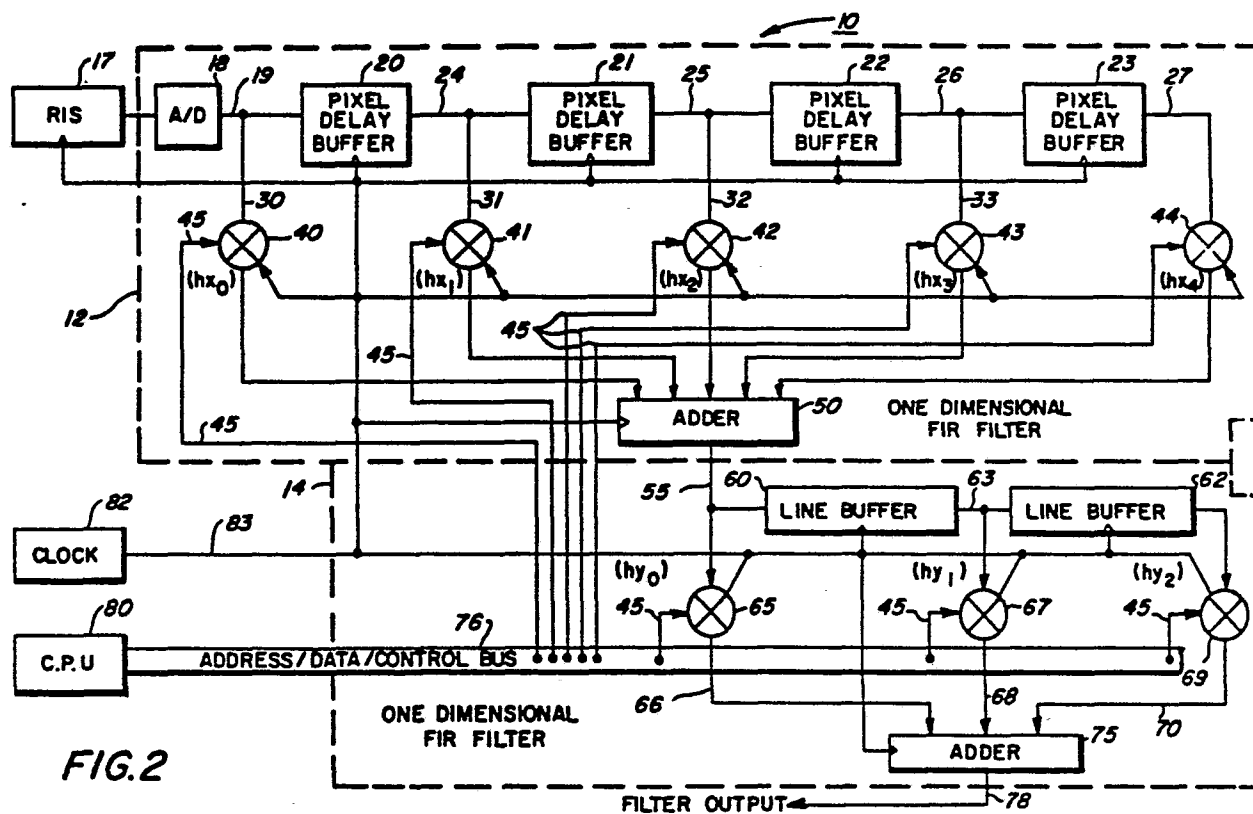 10
17
18
19
20
24
21
25
22
26
23
27
RIS
A/D
PIXEL
DELAY
BUFFER
PIXEL
DELAY
BUFFER
PIXEL
DELAY
BUFFER
PIXEL
DELAY
BUFFER
30
31
32
33
45
40
41
42
43
44
(hx0)
(hx1)
(hx2)
(hx3)
(hx4)
12
45
45
45
ADDER
50
ONE DIMENSIONAL
FIR FILTER
14
55
60
63
62
LINE BUFFER
LINE BUFFER
82
83
CLOCK
(hy0)
(hy1)
(hy2)
45
65
45
67
45
69
80
C.P.U
76
ADDRESS/DATA/CONTROL BUS
66
68
70
ONE DIMENSIONAL
FIR FILTER
ADDER
75
FIG.2
FILTER OUTPUT
78